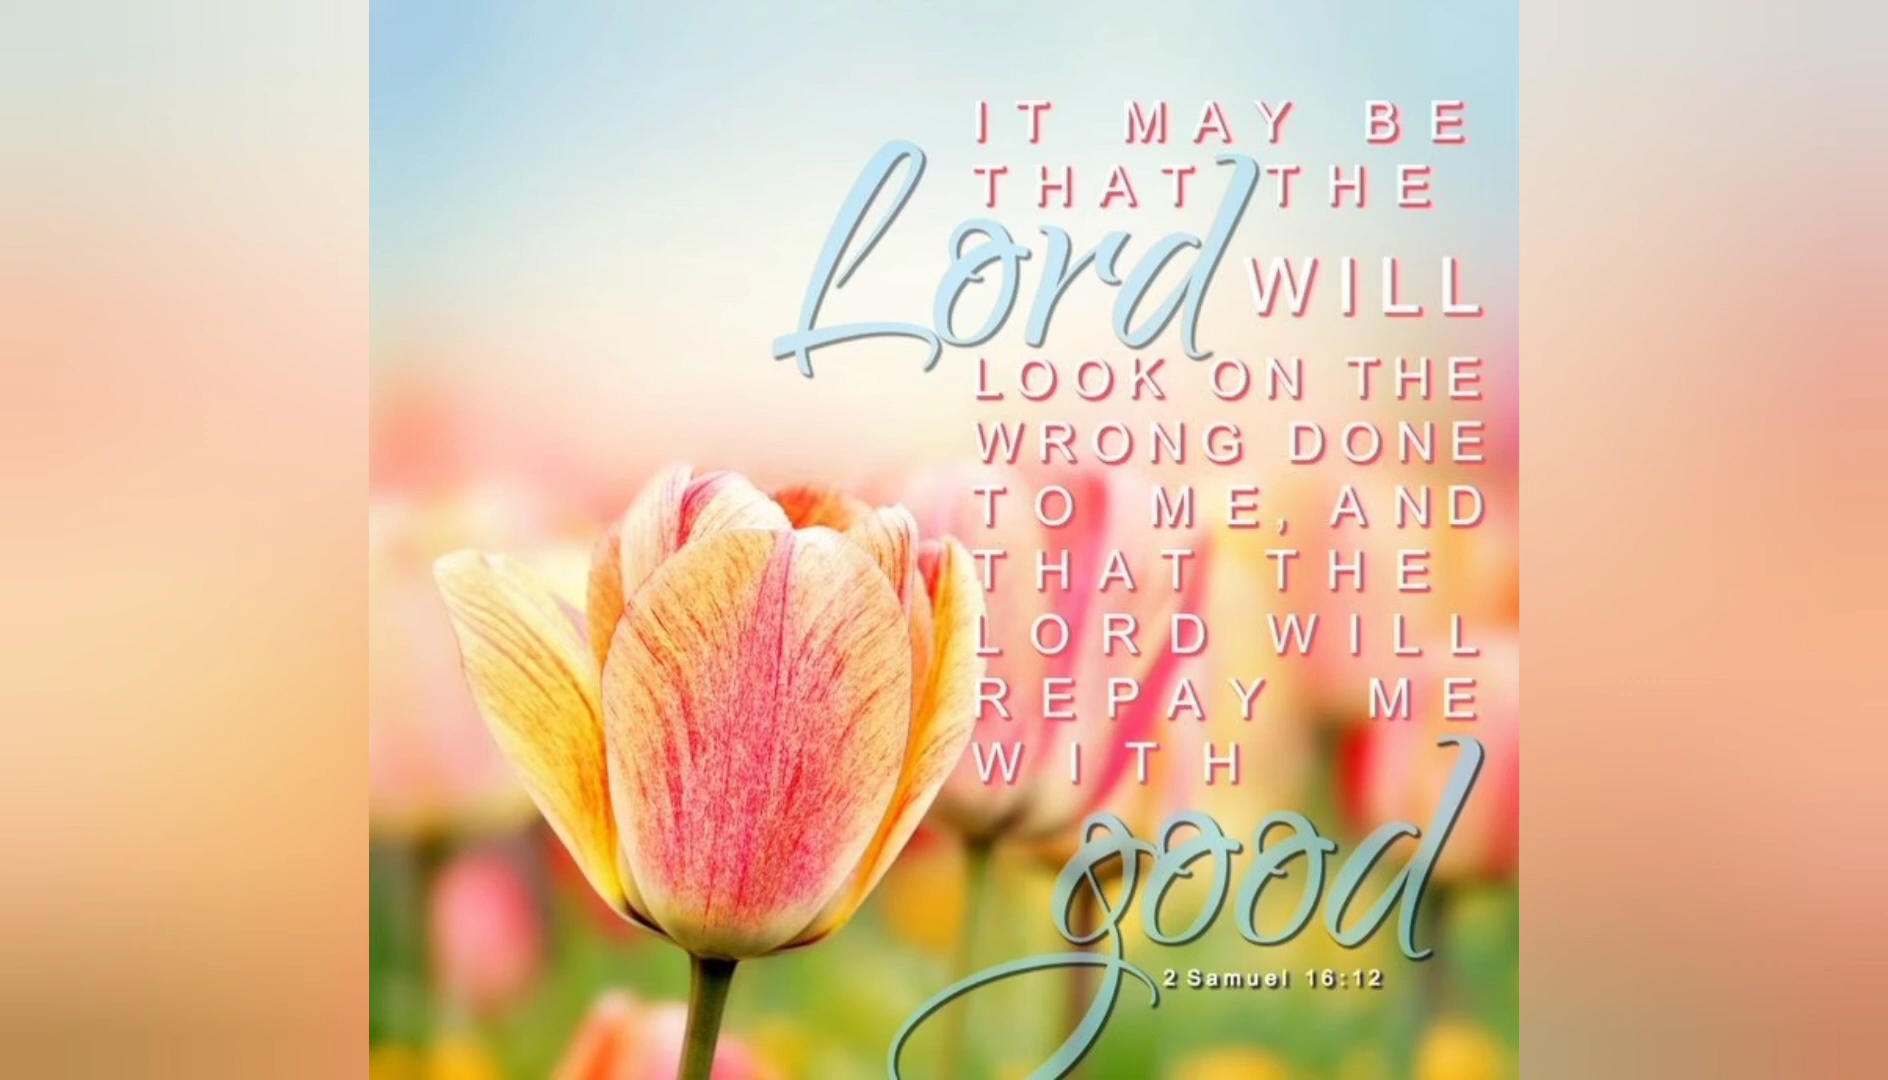 IT MAY BE
THAT THE
Lord WILL
LOOK ON THE
WRONG DONE
TO ME, AND
THAT THE
LORD WILL
REPAY ME
WITH
good
2 Samuel 16:12